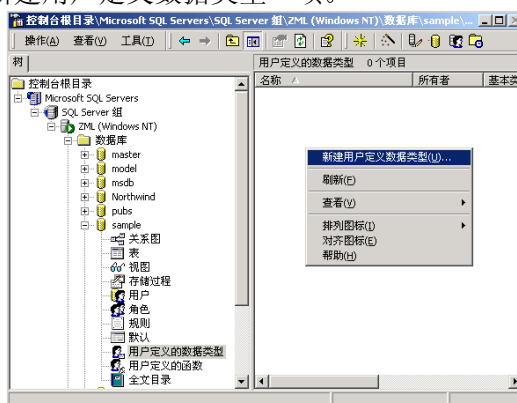 新建用户定义数据类型一项。
控制台根目录\Microsoft SQL Servers\SQL Server 组\ZML (Windows NT)\数据库\sample\...
操作(A) 查看(V) 工具(T)
树
用户定义的数据类型 0 个项目
名称 所有者 基本类
控制台根目录
Microsoft SQL Servers
SQL Server 组
ZML (Windows NT)
数据库
master
model
msdb
Northwind
pubs
sample
关系图
表
视图
存储过程
用户
角色
规则
默认
用户定义的数据类型
用户定义的函数
全文目录
新建用户定义数据类型(U)...
刷新(F)
查看(V)
排列图标(I)
对齐图标(E)
帮助(H)